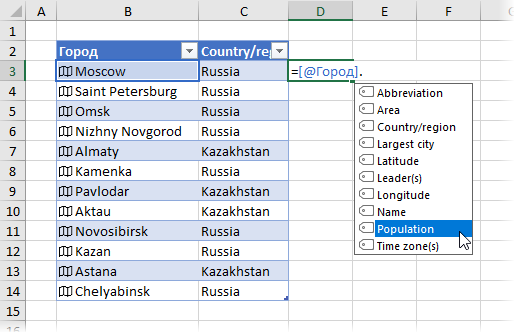 A B C D E F
1
2 Город Country/reg
3 Moscow Russia =[@Город].
4 Saint Petersburg Russia Abbreviation
5 Omsk Russia Area
6 Nizhny Novgorod Russia Country/region
7 Almaty Kazakhstan Largest city
8 Kamenka Russia Latitude
9 Pavlodar Kazakhstan Leader(s)
10 Aktau Kazakhstan Longitude
11 Novosibirsk Russia Name
12 Kazan Russia Population
13 Astana Kazakhstan Time zone(s)
14 Chelyabinsk Russia
15
16